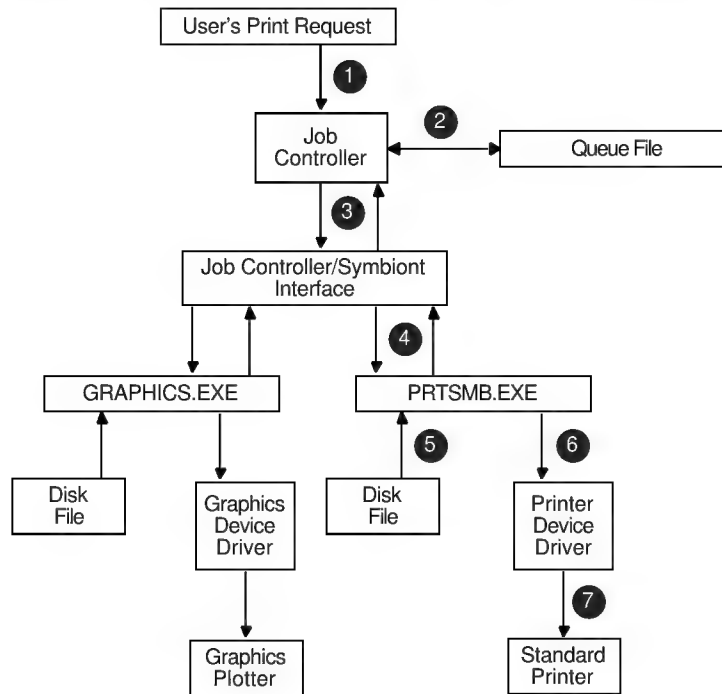 User's Print Request
1
Job
Controller
2
Queue File
3
Job Controller/Symbiont
Interface
4
GRAPHICS.EXE
PRTSMB.EXE
5
6
Disk
File
Graphics
Device
Driver
Disk
File
Printer
Device
Driver
7
Graphics
Plotter
Standard
Printer